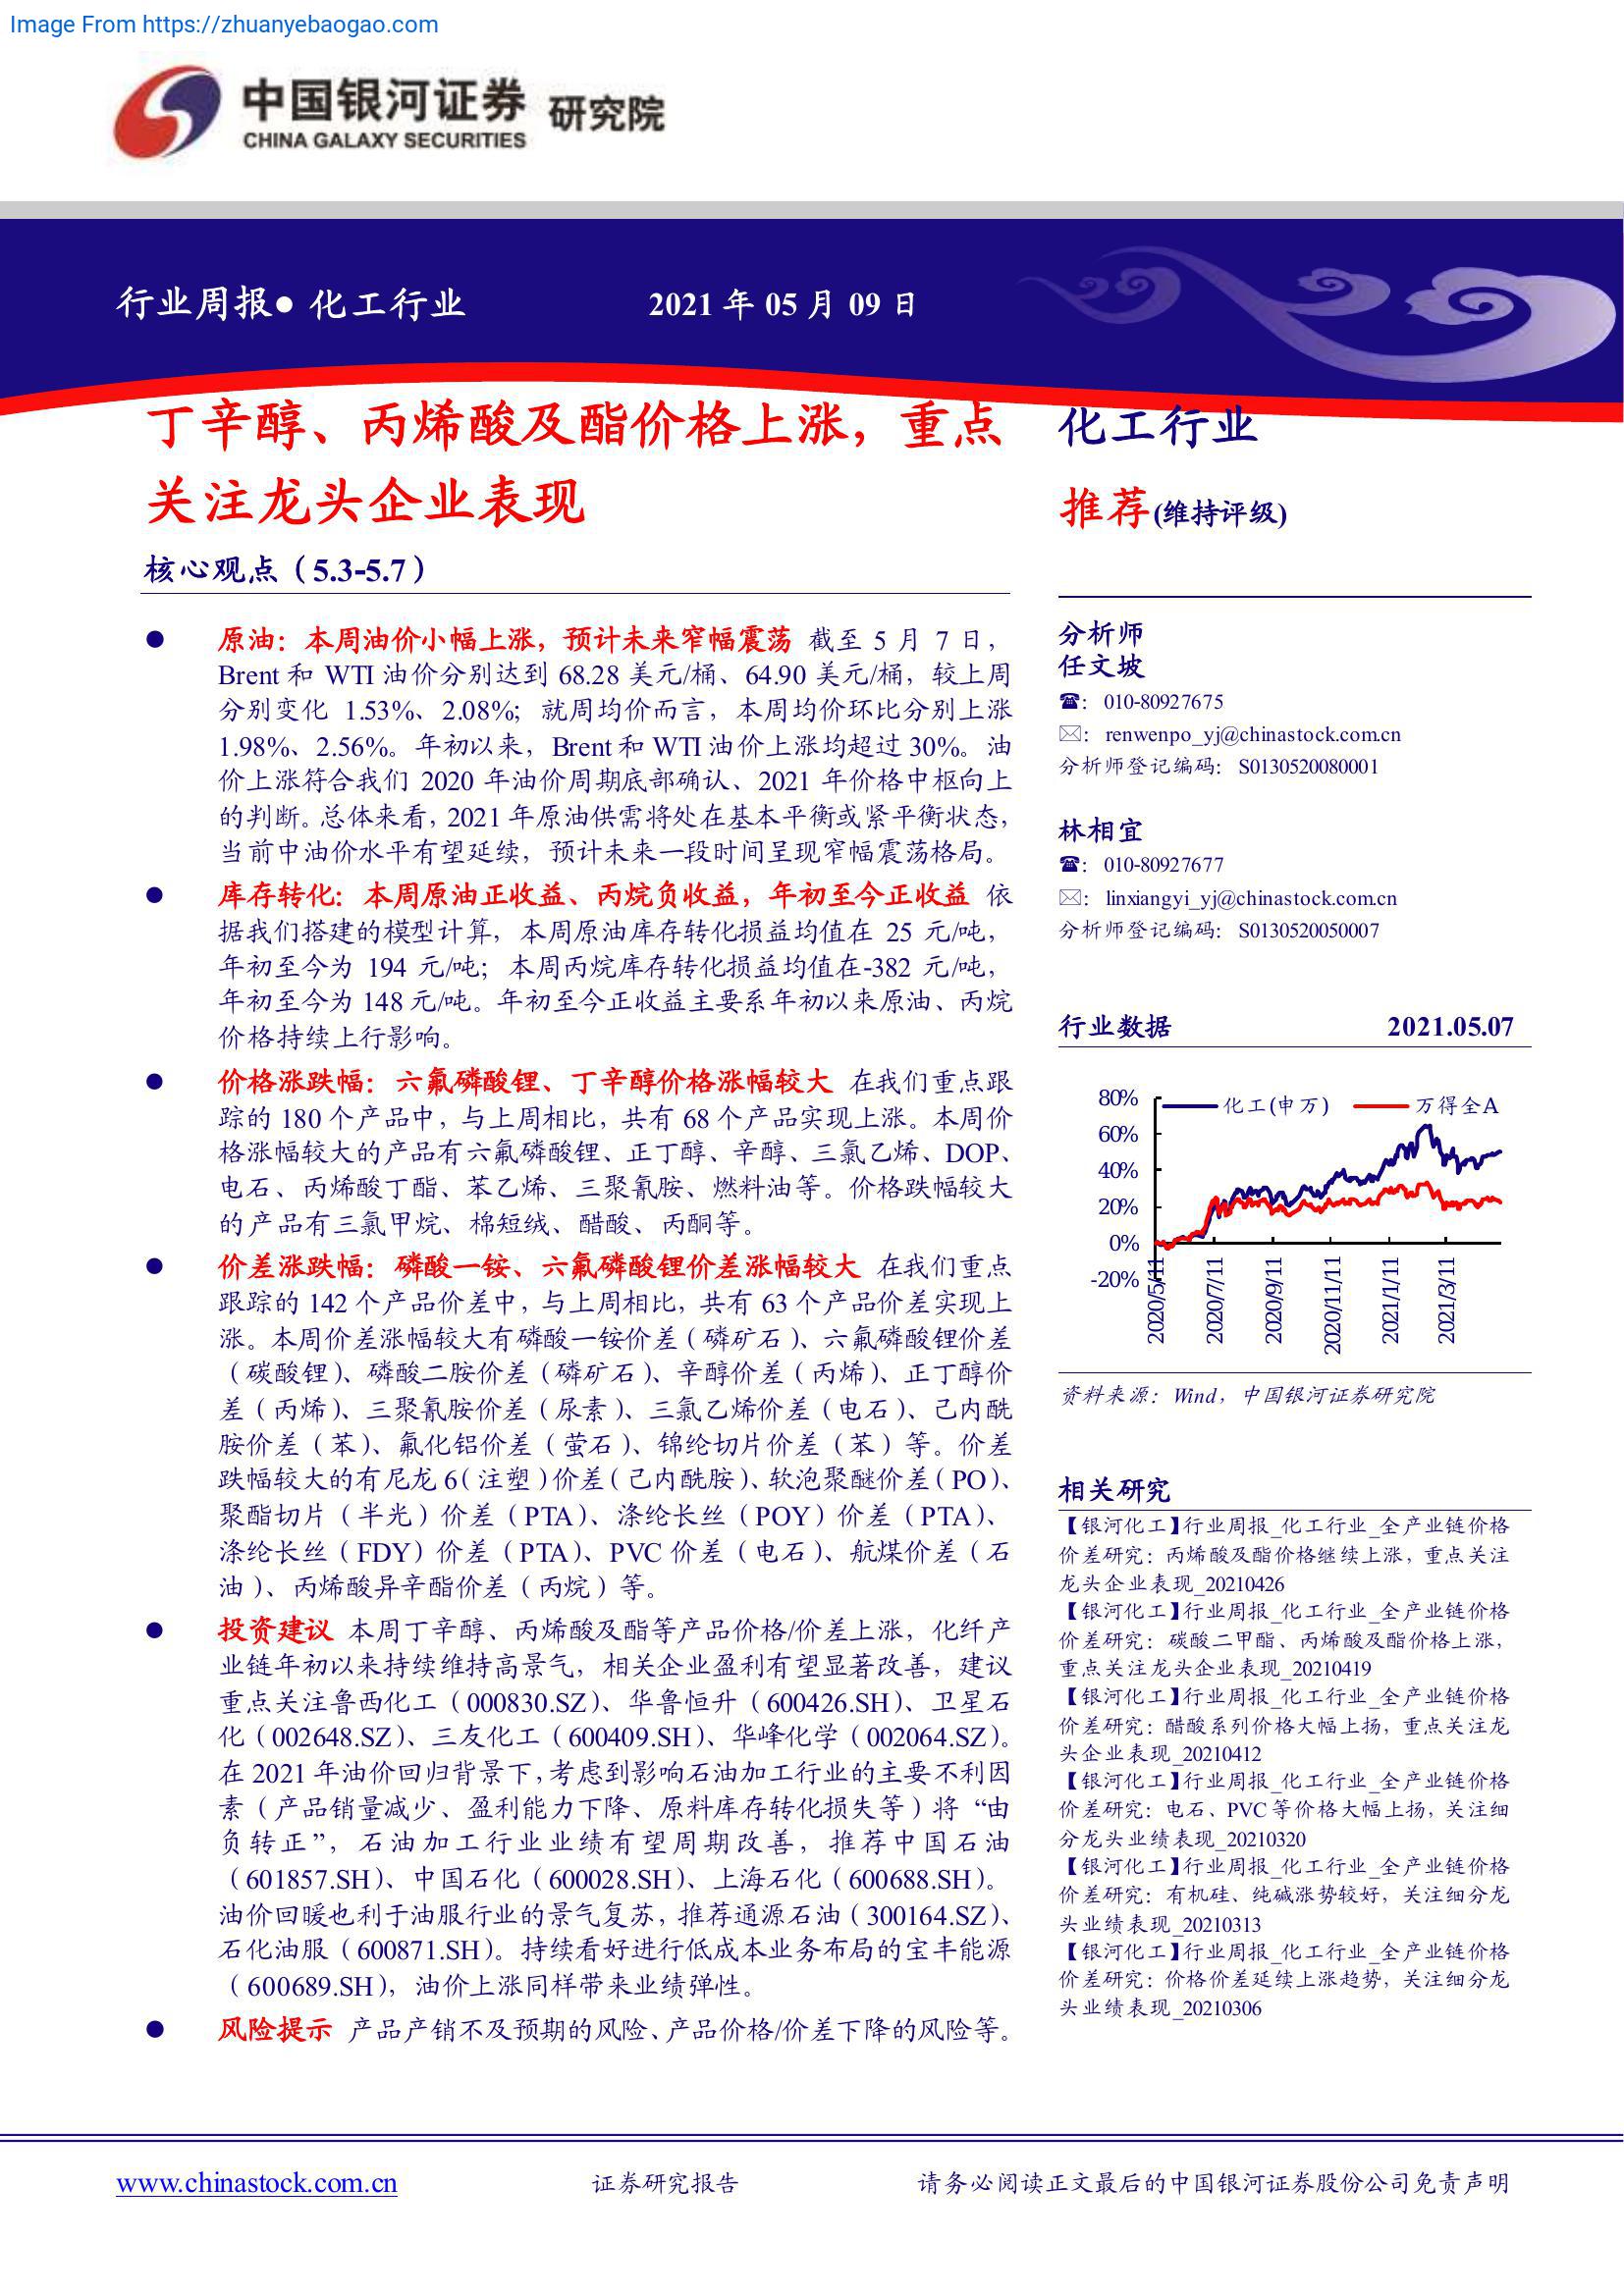 Image From https://zhuanyebaogao.com
中国银河证券 研究院
CHINA GALAXY SECURITIES
行业周报● 化工行业 2021 年 05 月 09 日
丁辛醇、丙烯酸及酯价格上涨，重点
关注龙头企业表现
核心观点（5.3-5.7）
● 原油：本周油价小幅上涨，预计未来窄幅震荡 截至 5 月 7 日，
Brent 和 WTI 油价分别达到 68.28 美元/桶、64.90 美元/桶，较上周
分别变化 1.53%、2.08%；就周均价而言，本周均价环比分别上涨
1.98%、2.56%。年初以来，Brent 和 WTI 油价上涨均超过 30%。油
价上涨符合我们 2020 年油价周期底部确认、2021 年价格中枢向上
的判断。总体来看，2021 年原油供需将处在基本平衡或紧平衡状态，
当前中油价水平有望延续，预计未来一段时间呈现窄幅震荡格局。
● 库存转化：本周原油正收益、丙烷负收益，年初至今正收益 依
据我们搭建的模型计算，本周原油库存转化损益均值在 25 元/吨，
年初至今为 194 元/吨；本周丙烷库存转化损益均值在-382 元/吨，
年初至今为 148 元/吨。年初至今正收益主要系年初以来原油、丙烷
价格持续上行影响。
● 价格涨跌幅：六氟磷酸锂、丁辛醇价格涨幅较大 在我们重点跟
踪的 180 个产品中，与上周相比，共有 68 个产品实现上涨。本周价
格涨幅较大的产品有六氟磷酸锂、正丁醇、辛醇、三氯乙烯、DOP、
电石、丙烯酸丁酯、苯乙烯、三聚氰胺、燃料油等。价格跌幅较大
的产品有三氯甲烷、棉短绒、醋酸、丙酮等。
● 价差涨跌幅：磷酸一铵、六氟磷酸锂价差涨幅较大 在我们重点
跟踪的 142 个产品价差中，与上周相比，共有 63 个产品价差实现上
涨。本周价差涨幅较大有磷酸一铵价差（磷矿石）、六氟磷酸锂价差
（碳酸锂）、磷酸二胺价差（磷矿石）、辛醇价差（丙烯）、正丁醇价
差（丙烯）、三聚氰胺价差（尿素）、三氯乙烯价差（电石）、己内酰
胺价差（苯）、氟化铝价差（萤石）、锦纶切片价差（苯）等。价差
跌幅较大的有尼龙 6（注塑）价差（己内酰胺）、软泡聚醚价差（PO）、
聚酯切片（半光）价差（PTA）、涤纶长丝（POY）价差（PTA）、
涤纶长丝（FDY）价差（PTA）、PVC 价差（电石）、航煤价差（石
油）、丙烯酸异辛酯价差（丙烷）等。
● 投资建议 本周丁辛醇、丙烯酸及酯等产品价格/价差上涨，化纤产
业链年初以来持续维持高景气，相关企业盈利有望显著改善，建议
重点关注鲁西化工（000830.SZ）、华鲁恒升（600426.SH）、卫星石
化（002648.SZ）、三友化工（600409.SH）、华峰化学（002064.SZ）。
在 2021 年油价回归背景下，考虑到影响石油加工行业的主要不利因
素（产品销量减少、盈利能力下降、原料库存转化损失等）将“由
负转正”，石油加工行业业绩有望周期改善，推荐中国石油
（601857.SH）、中国石化（600028.SH）、上海石化（600688.SH）。
油价回暖也利于油服行业的景气复苏，推荐通源石油（300164.SZ）、
石化油服（600871.SH）。持续看好进行低成本业务布局的宝丰能源
（600689.SH），油价上涨同样带来业绩弹性。
● 风险提示 产品产销不及预期的风险、产品价格/价差下降的风险等。
化工行业
推荐(维持评级)
分析师
任文坡
☎： 010-80927675
✉： renwenpo_yj@chinastock.com.cn
分析师登记编码： S0130520080001
林相宜
☎： 010-80927677
✉： linxiangyi_yj@chinastock.com.cn
分析师登记编码： S0130520050007
行业数据 2021.05.07
化工(申万) 万得全A
80%
60%
40%
20%
0%
-20%
2020/5/11
2020/7/11
2020/9/11
2020/11/11
2021/1/11
2021/3/11
资料来源：Wind，中国银河证券研究院
相关研究
【银河化工】行业周报_化工行业_全产业链价格
价差研究：丙烯酸及酯价格继续上涨，重点关注
龙头企业表现_20210426
【银河化工】行业周报_化工行业_全产业链价格
价差研究：碳酸二甲酯、丙烯酸及酯价格上涨，
重点关注龙头企业表现_20210419
【银河化工】行业周报_化工行业_全产业链价格
价差研究：醋酸系列价格大幅上扬，重点关注龙
头企业表现_20210412
【银河化工】行业周报_化工行业_全产业链价格
价差研究：电石、PVC 等价格大幅上扬，关注细
分龙头业绩表现_20210320
【银河化工】行业周报_化工行业_全产业链价格
价差研究：有机硅、纯碱涨势较好，关注细分龙
头业绩表现_20210313
【银河化工】行业周报_化工行业_全产业链价格
价差研究：价格价差延续上涨趋势，关注细分龙
头业绩表现_20210306
www.chinastock.com.cn 证券研究报告 请务必阅读正文最后的中国银河证券股份公司免责声明